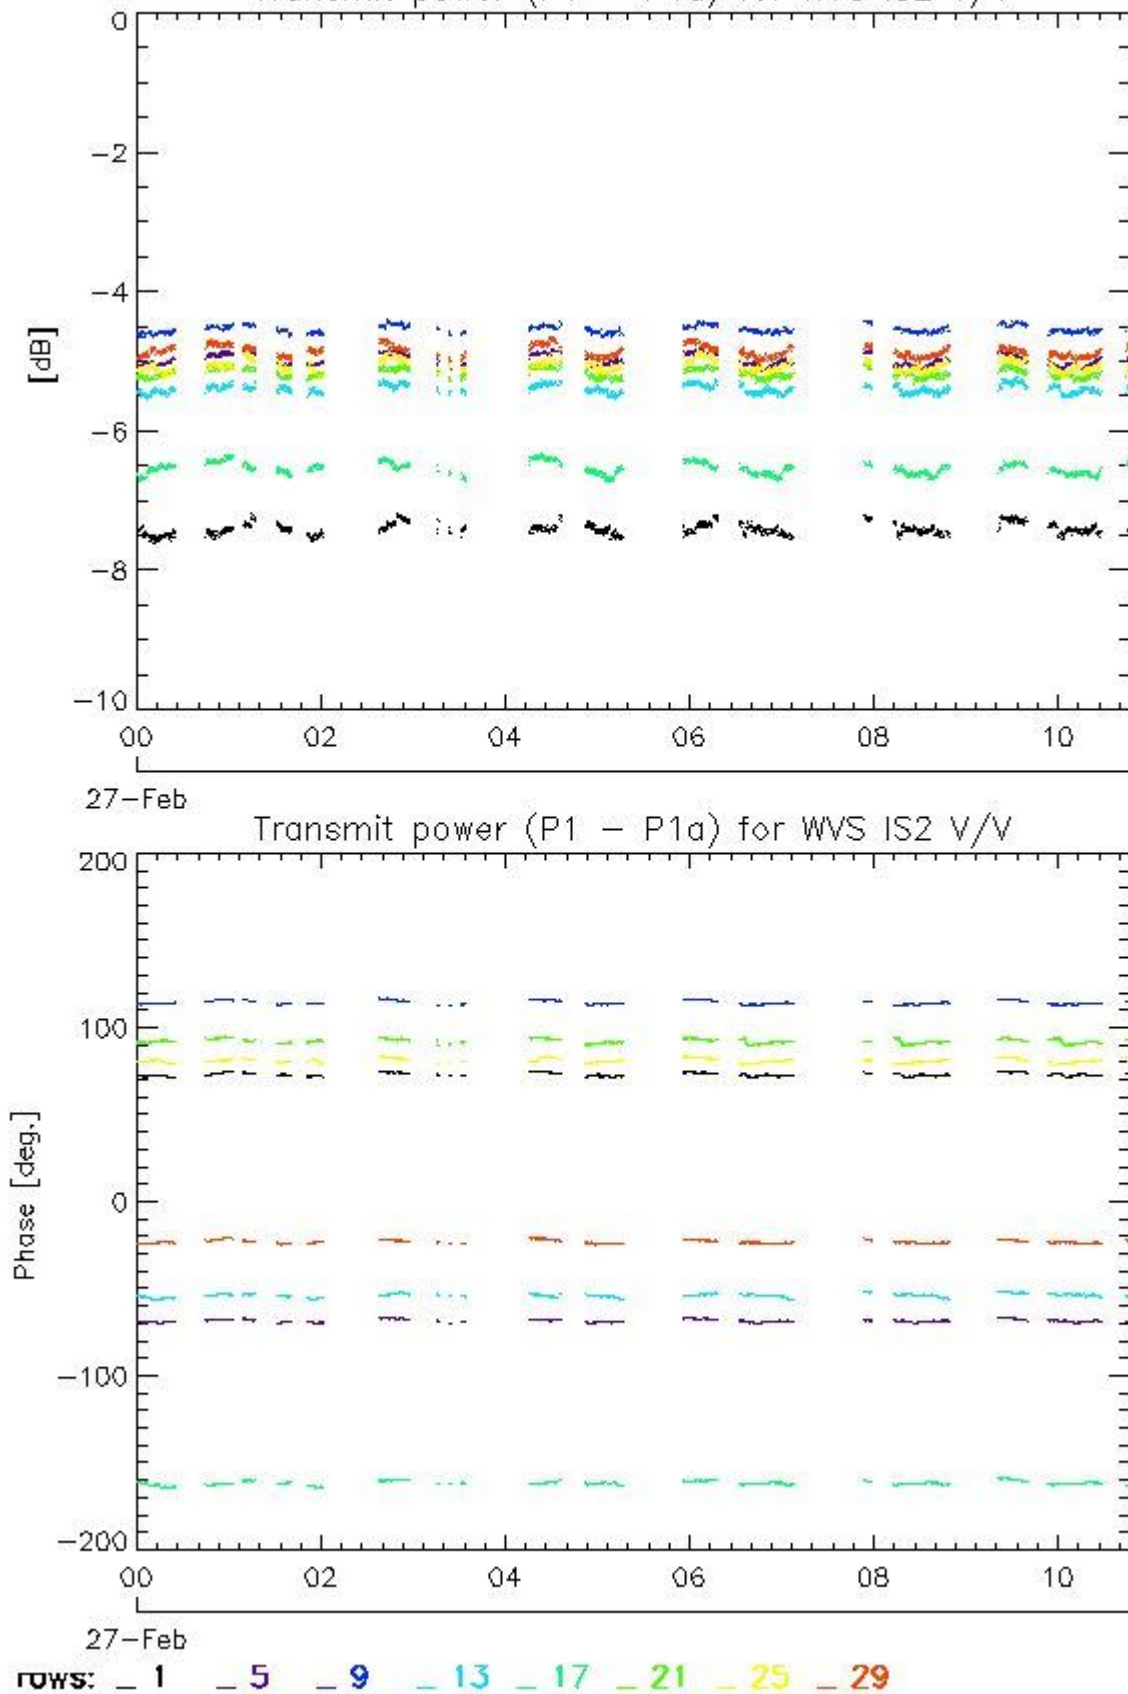 0
-2
-4
[dB]
-6
-8
-10
00 02 04 06 08 10
27-Feb
Transmit power (P1 - P1a) for WVS IS2 V/V
200
100
Phase [deg.]
0
-100
-200
00 02 04 06 08 10
27-Feb
rows: _ 1 _ 5 _ 9 _ 13 _ 17 _ 21 _ 25 _ 29